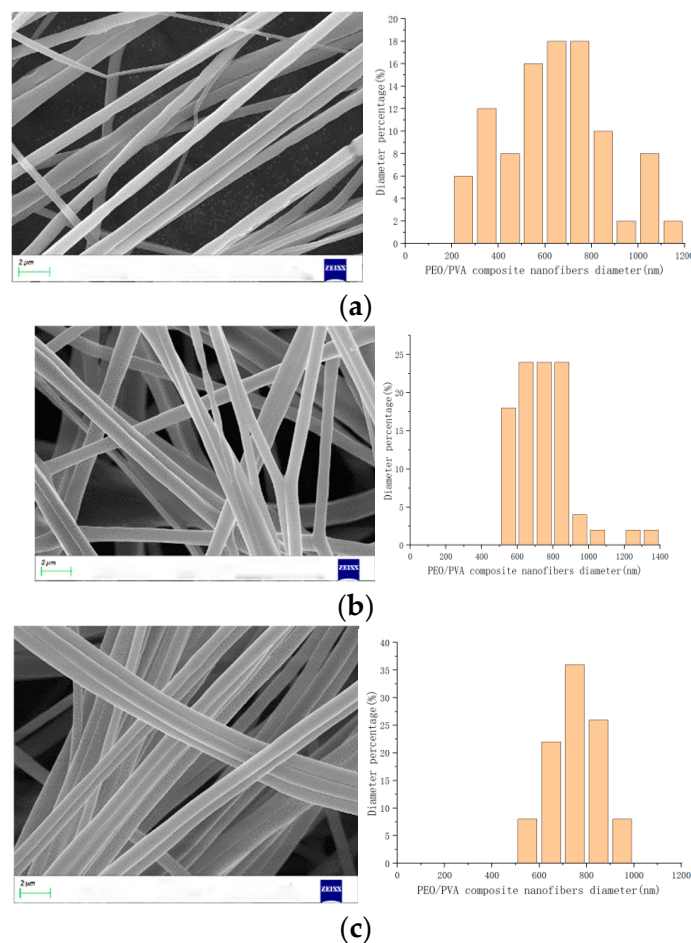 20
18
16
14
12
10
8
6
4
2
0
Diameter percentage(%)
0 200 400 600 800 1000 1200
PEO/PVA composite nanofibers diameter(nm)
2 μm
ZEISS
(a)
25
20
15
10
5
0
Diameter percentage(%)
0 200 400 600 800 1000 1200 1400
PEO/PVA composite nanofibers diameter(nm)
2 μm
ZEISS
(b)
40
35
30
25
20
15
10
5
0
Diameter percentage(%)
0 200 400 600 800 1000 1200
PEO/PVA composite nanofibers diameter(nm)
2 μm
ZEISS
(c)